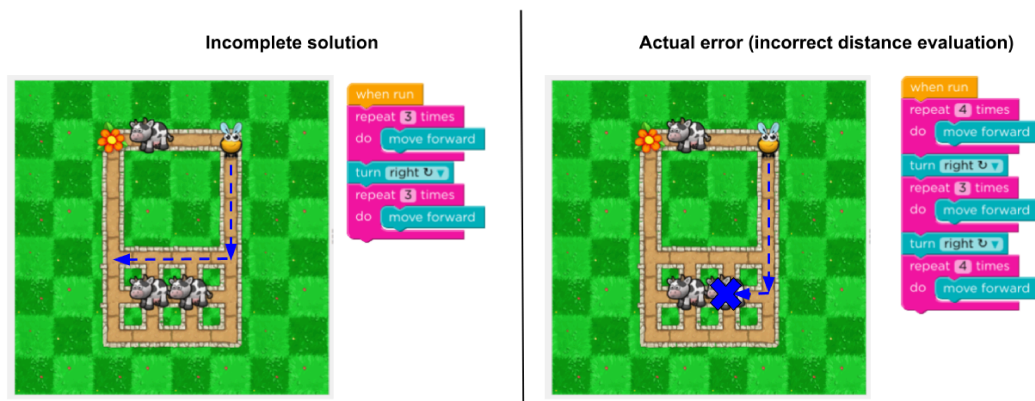 Incomplete solution
when run
repeat 3 times
do move forward
turn right ↻ ▼
repeat 3 times
do move forward
Actual error (incorrect distance evaluation)
when run
repeat 4 times
do move forward
turn right ↻ ▼
repeat 3 times
do move forward
turn right ↻ ▼
repeat 4 times
do move forward